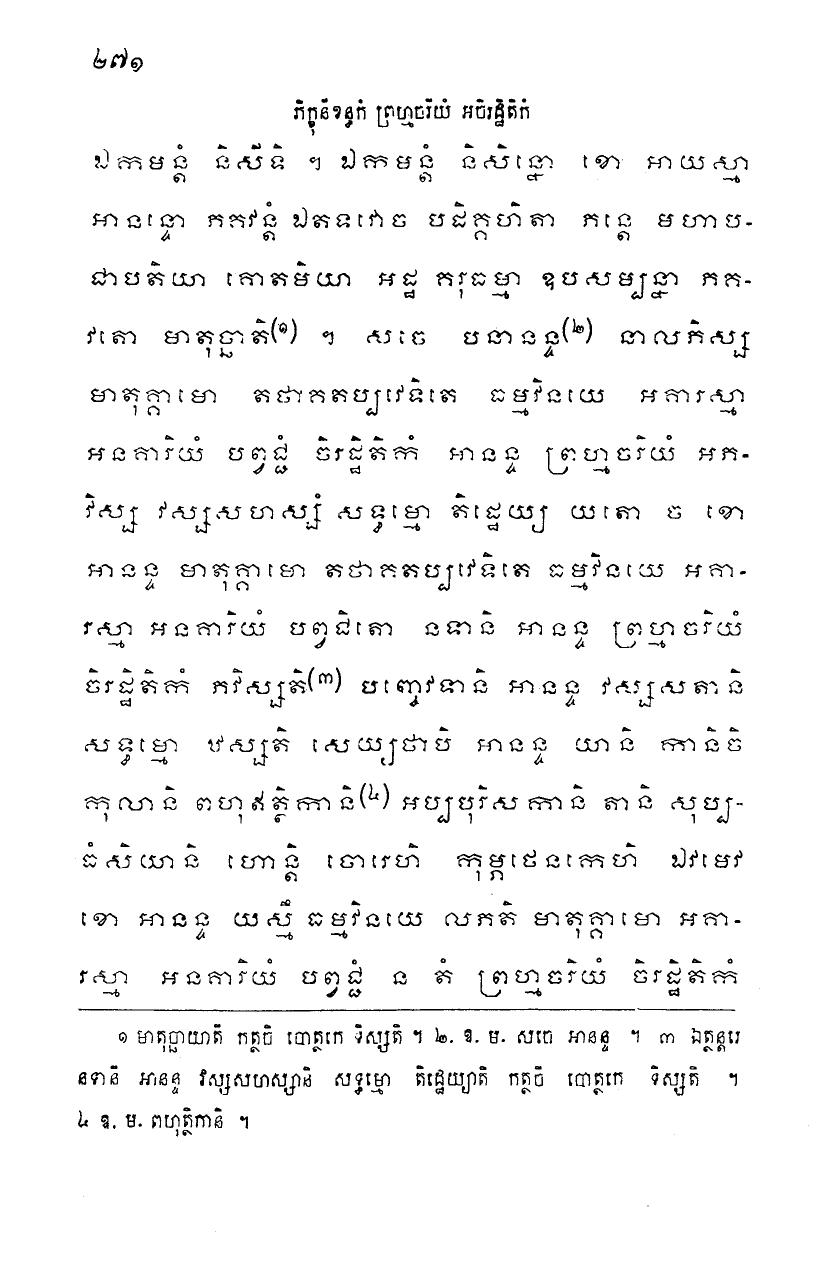 ២៧១
ភិក្ខុនីខន្ធកំ ព្រហ្មចរិយំ អចិរដ្ឋិតិកំ
ឯកមន្តំ និសីទិ ។ ឯកមន្តំ និសិន្នោ ខោ អាយស្មា
អានន្ទោ ភគវន្តំ ឯតទវោច បដិគ្គហិតា ភន្តេ មហាប-
ជាបតិយា គោតមិយា អដ្ឋ គរុធម្មា ឧបសម្បន្នា ភគ-
វតោ មាតុច្ឆាតិ(១) ។ សចេ បនានន្ទ(២) នាលភិស្ស
មាតុគ្គាមោ តថាគតប្បវេទិតេ ធម្មវិនយេ អគារស្មា
អនគារិយំ បព្វជ្ជំ ចិរដ្ឋិតិកំ អានន្ទ ព្រហ្មចរិយំ អភ-
វិស្ស វស្សសហស្សំ សទ្ធម្មោ តិដ្ឋេយ្យ យតោ ច ខោ
អានន្ទ មាតុគ្គាមោ តថាគតប្បវេទិតេ ធម្មវិនយេ អគា-
រស្មា អនគារិយំ បព្វជិតោ នទានិ អានន្ទ ព្រហ្មចរិយំ
ចិរដ្ឋិតិកំ ភវិស្សតិ(៣) បញ្ចេវទានិ អានន្ទ វស្សសតានិ
សទ្ធម្មោ ឋស្សតិ សេយ្យថាបិ អានន្ទ យានិ កានិចិ
កុលានិ ពហុឥត្ថិកានិ(៤) អប្បបុរិសកានិ តានិ សុប្ប-
ធំសិយានិ ហោន្តិ ចោរេហិ កុម្ភថេនកេហិ ឯវមេវ
ខោ អានន្ទ យស្មឹ ធម្មវិនយេ លភតិ មាតុគ្គាមោ អគា-
រស្មា អនគារិយំ បព្វជ្ជំ ន តំ ព្រហ្មចរិយំ ចិរដ្ឋិតិកំ
១ មាតុច្ឆាយាតិ កត្ថចិ បោត្ថកេ ទិស្សតិ ។ ២. ឱ. ម. សចេ អានន្ទ ។ ៣ ឯត្ថន្តរេ
នទានិ អានន្ទ វស្សសហស្សានិ សទ្ធម្មោ តិដ្ឋេយ្យាតិ កត្ថចិ បោត្ថកេ ទិស្សតិ ។
៤ ឱ. ម. ពហុត្ថិកានិ ។